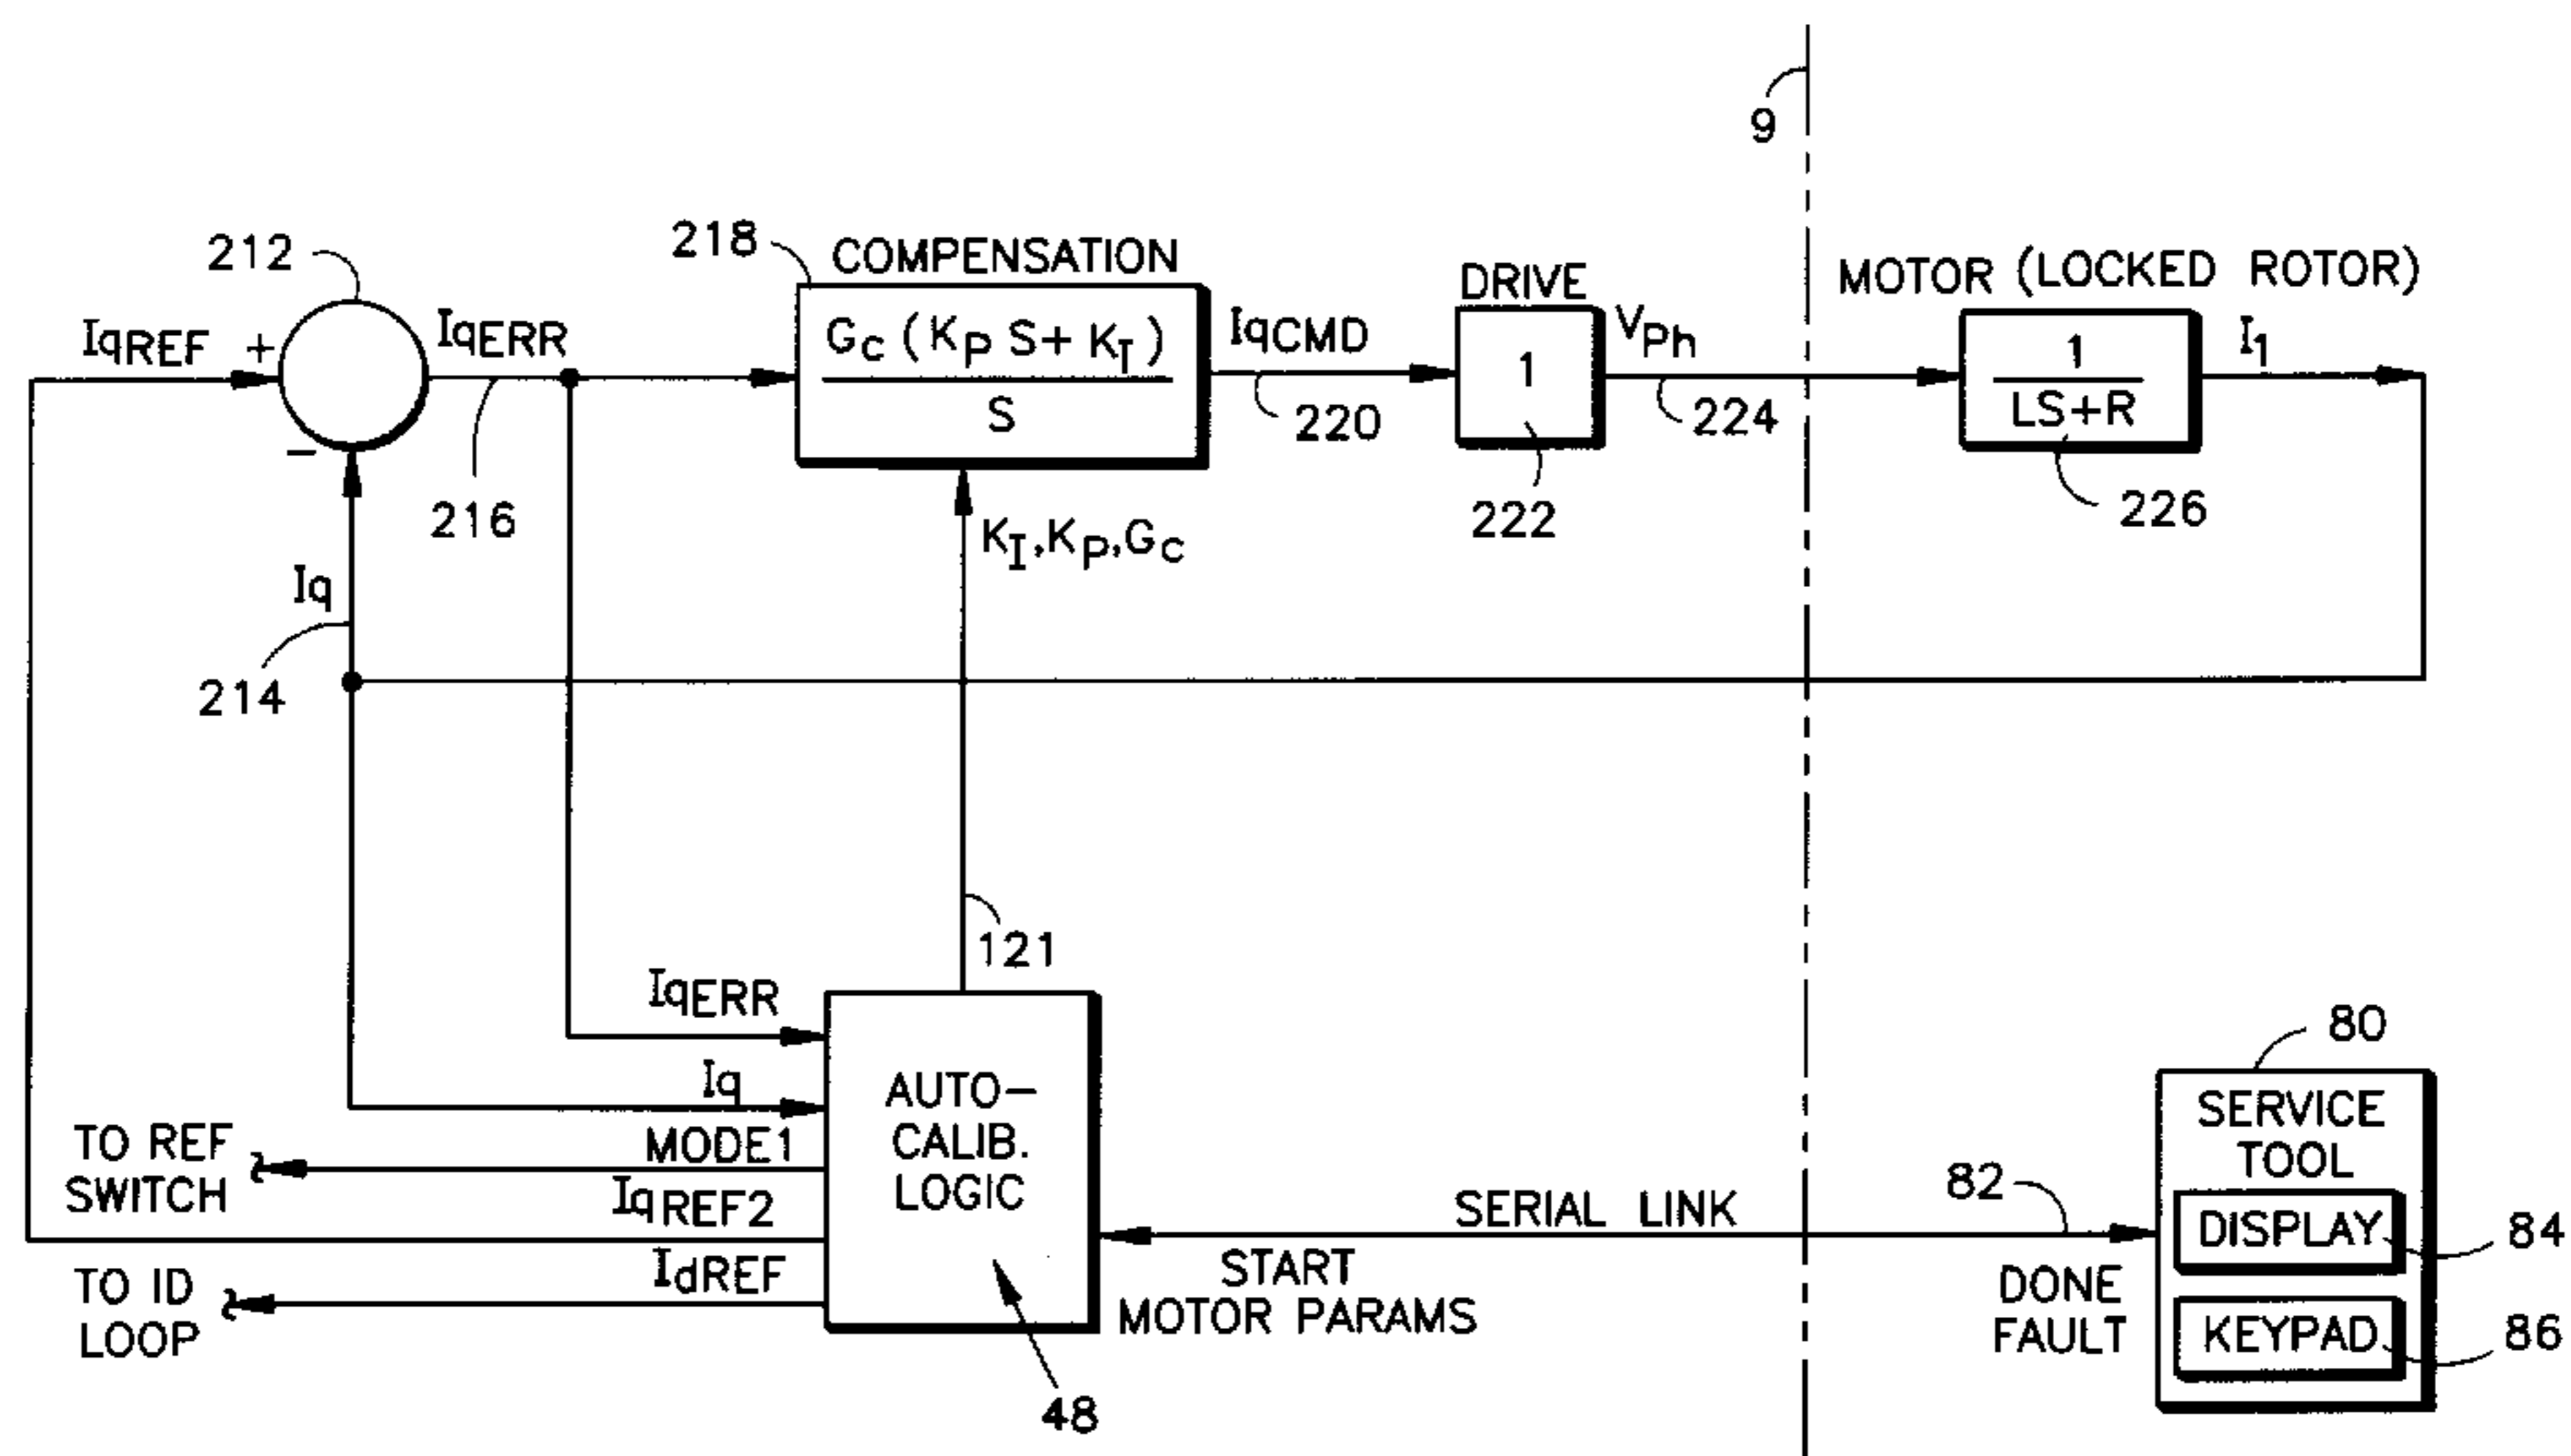 9
212
218
COMPENSATION
DRIVE
MOTOR (LOCKED ROTOR)
IqREF
+
IqERR
Gc (KP S+ KI)
S
IqCMD
1
VPh
1
LS+R
I1
−
216
220
222
224
226
KI,KP,Gc
Iq
214
121
IqERR
Iq
MODE1
IqREF2
IdREF
TO REF
SWITCH
TO ID
LOOP
AUTO-
CALIB.
LOGIC
48
SERIAL LINK
START
MOTOR PARAMS
82
DONE
FAULT
80
SERVICE
TOOL
DISPLAY
84
KEYPAD
86